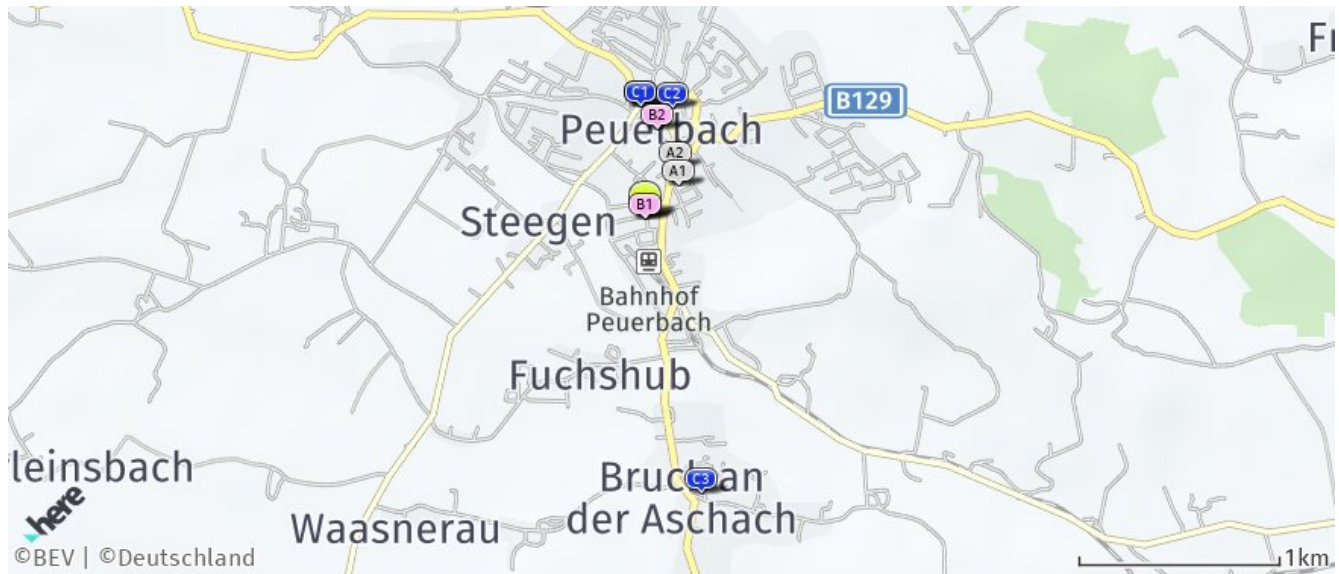 Fr
C1
C2
B129
B2
Peuerbach
A2
A1
B1
Steegen
Bahnhof
Peuerbach
Fuchshub
leinsbach
Bruck an
C3
der Aschach
Waasnerau
here
©BEV | ©Deutschland
1km